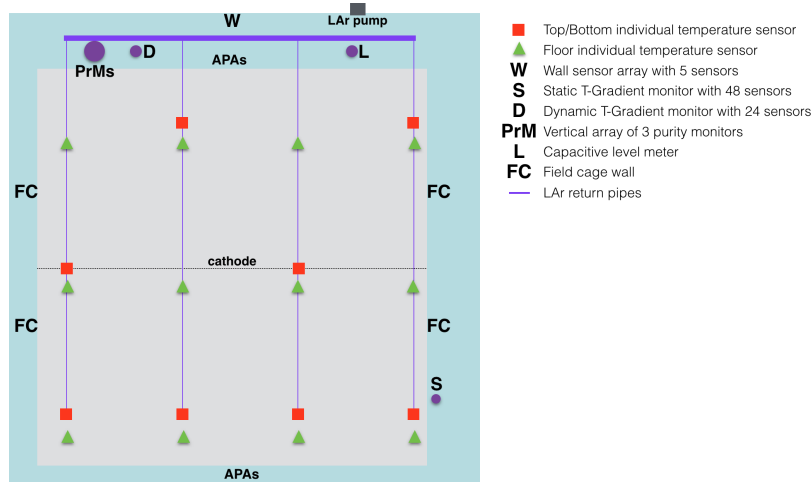 LAr pump
W
D
L
PrMs
APAs
FC
FC
cathode
FC
FC
S
APAs
Top/Bottom individual temperature sensor
Floor individual temperature sensor
W Wall sensor array with 5 sensors
S Static T-Gradient monitor with 48 sensors
D Dynamic T-Gradient monitor with 24 sensors
PrM Vertical array of 3 purity monitors
L Capacitive level meter
FC Field cage wall
LAr return pipes